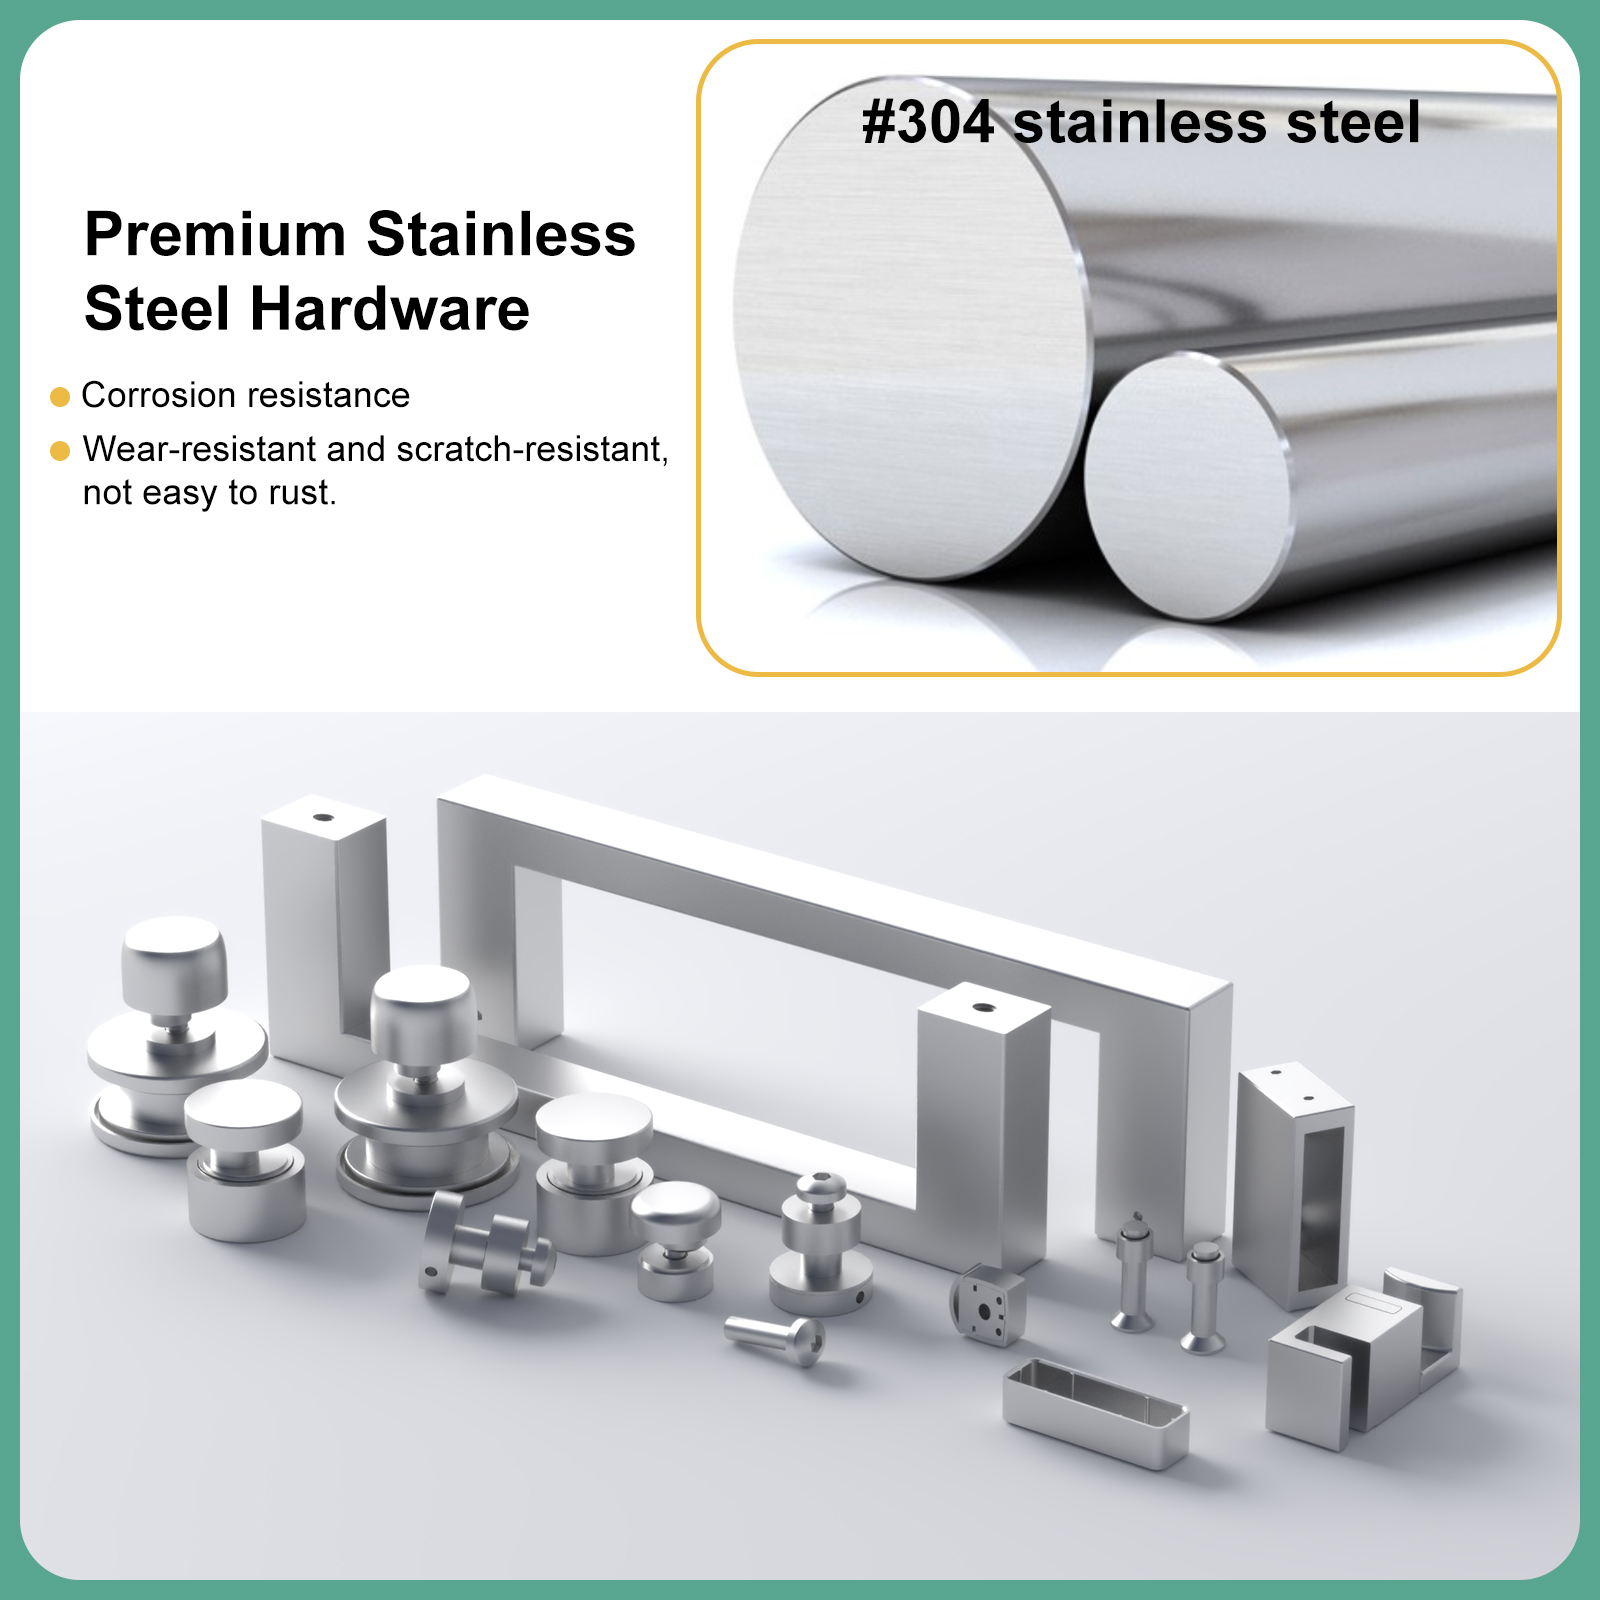 #304 stainless steel
Premium Stainless
Steel Hardware
Corrosion resistance
Wear-resistant and scratch-resistant,
not easy to rust.